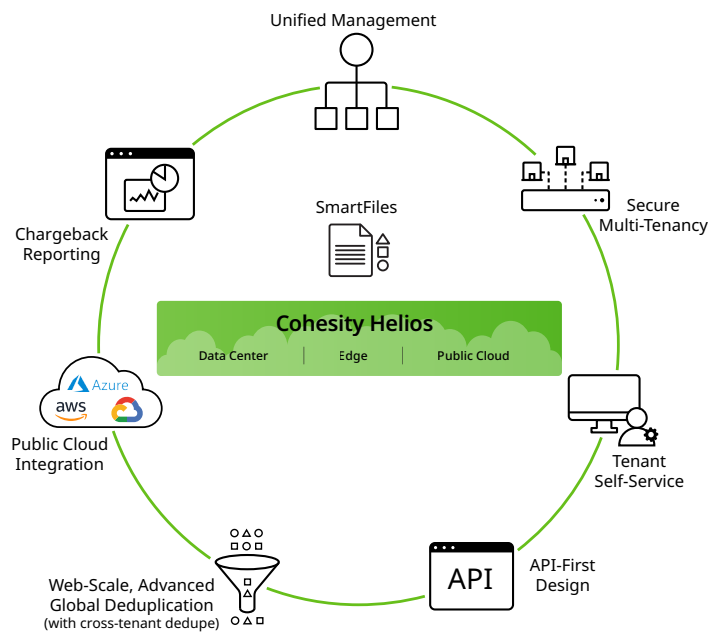 Unified Management
Secure
Multi-Tenancy
SmartFiles
Chargeback
Reporting
Cohesity Helios
Data Center
Edge
Public Cloud
Azure
aws
Public Cloud
Integration
Tenant
Self-Service
API
API-First
Design
Web-Scale, Advanced
Global Deduplication
(with cross-tenant dedupe)